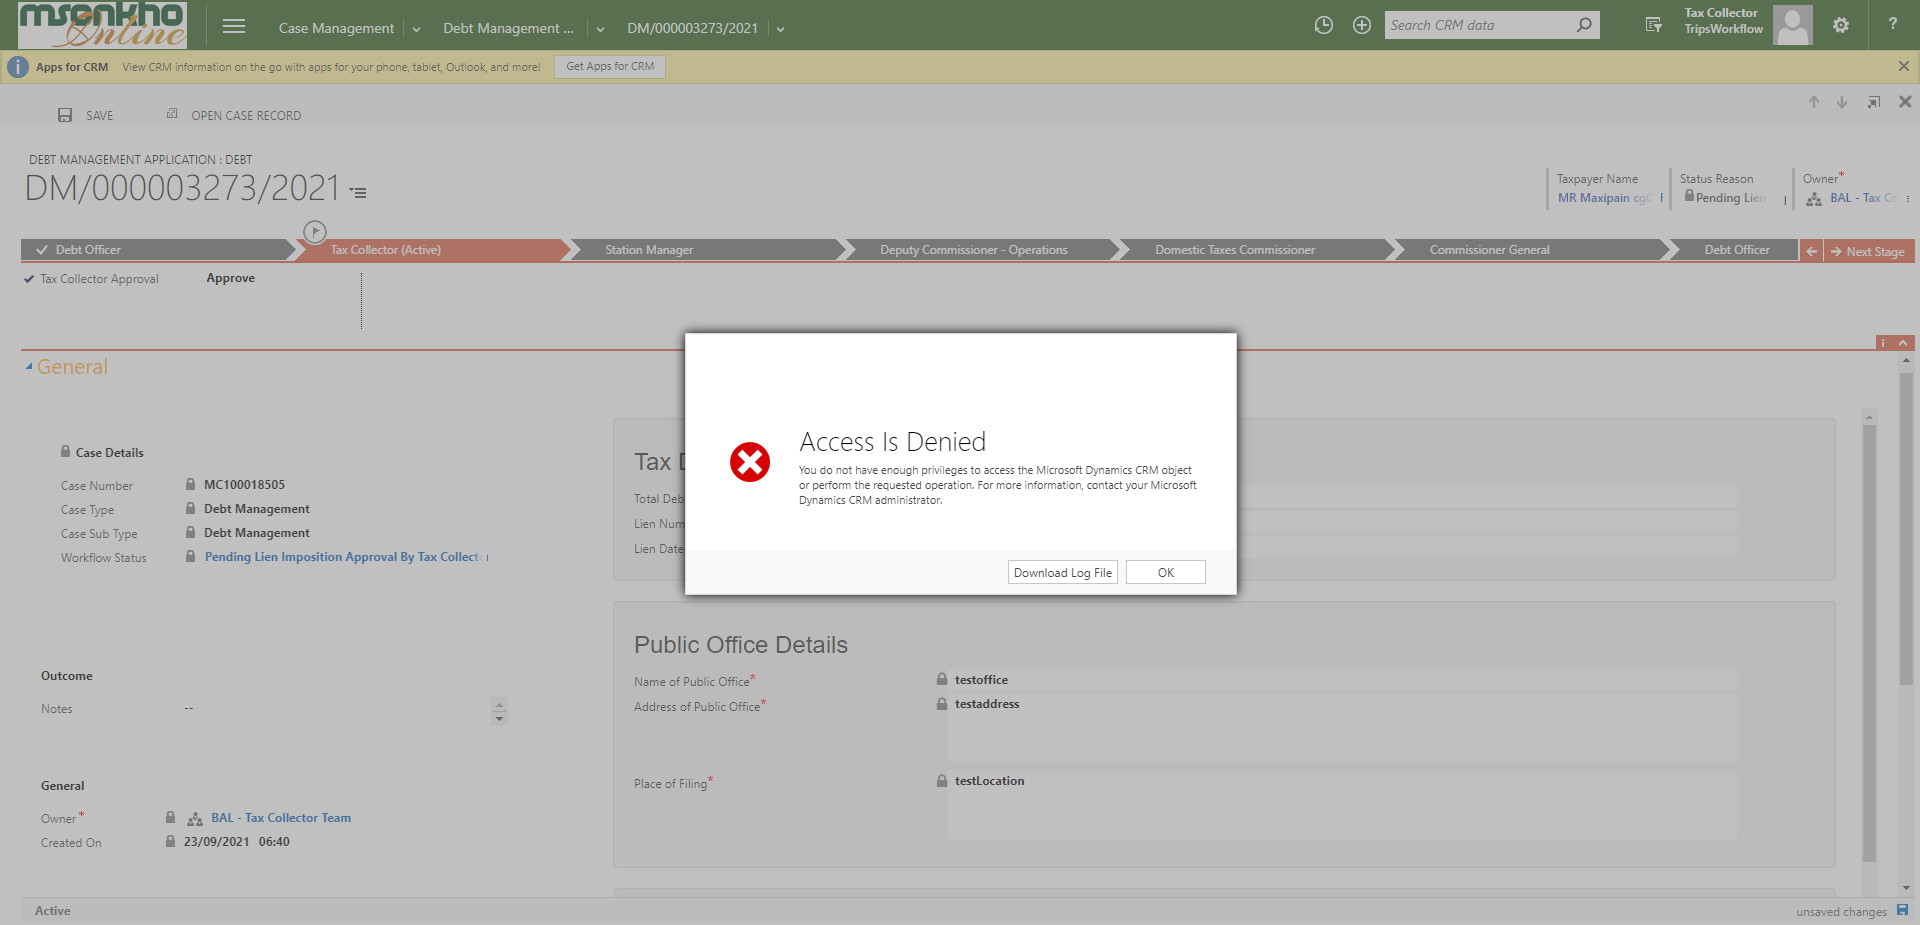 msonkho
Online
Case Management
Debt Management ...
DM/000003273/2021
Search CRM data
Tax Collector
TripsWorkflow
?
Apps for CRM View CRM information on the go with apps for your phone, tablet, Outlook, and more! Get Apps for CRM
SAVE
OPEN CASE RECORD
DEBT MANAGEMENT APPLICATION : DEBT
DM/000003273/2021
Taxpayer Name
MR Maxipain cgC
Status Reason
Pending Lien
Owner*
BAL - Tax Co
Debt Officer
Tax Collector (Active)
Station Manager
Deputy Commissioner - Operations
Domestic Taxes Commissioner
Commissioner General
Debt Officer
Next Stage
Tax Collector Approval Approve
General
Case Details
Case Number MC100018505
Case Type Debt Management
Case Sub Type Debt Management
Workflow Status Pending Lien Imposition Approval By Tax Collect
Tax D
Total Deb
Lien Num
Lien Date
Access Is Denied
You do not have enough privileges to access the Microsoft Dynamics CRM object
or perform the requested operation. For more information, contact your Microsoft
Dynamics CRM administrator.
Download Log File
OK
Public Office Details
Name of Public Office* testoffice
Address of Public Office* testaddress
Place of Filing* testLocation
Outcome
Notes --
General
Owner* BAL - Tax Collector Team
Created On 23/09/2021 06:40
Active
unsaved changes